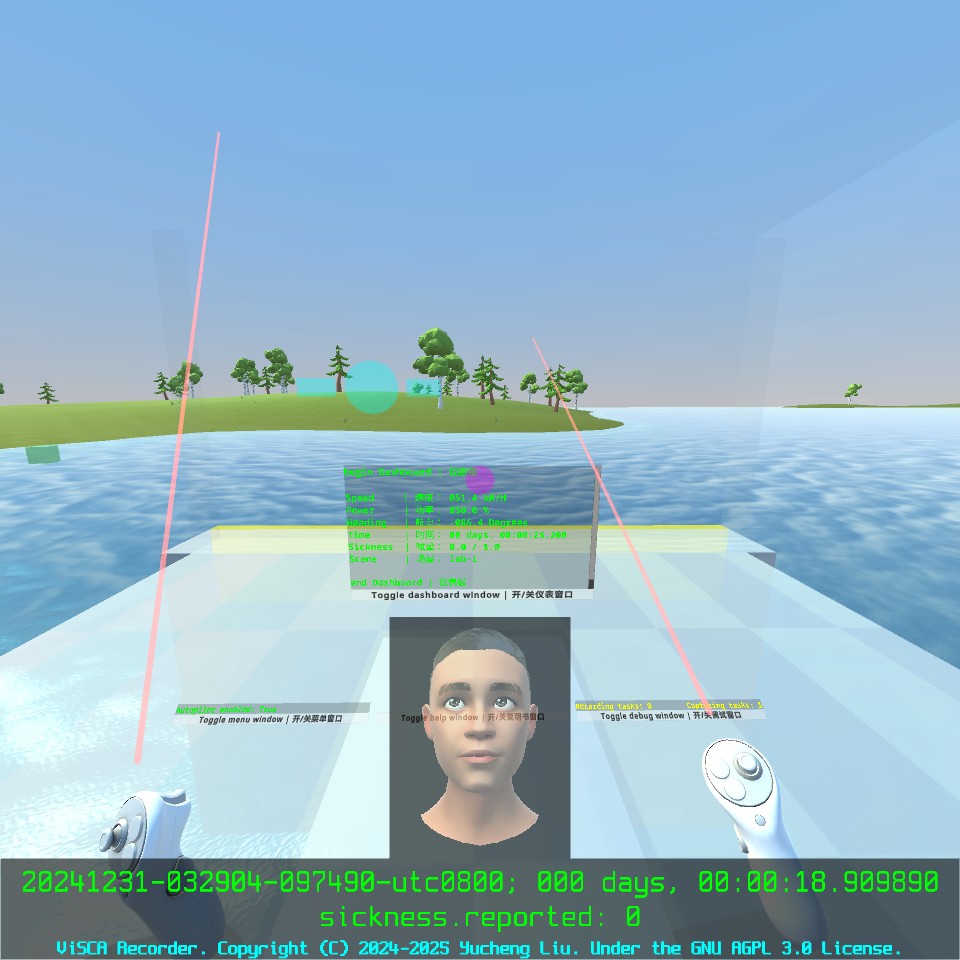 Speed | 速度: 051.4 km/h
Power | 功率: 050.0 %
Heading | 航向: -086.4 Degrees
Time | 时间: 00 days, 00:00:25.200
Sickness | 眩晕: 0.0 / 1.0
Scene | 场景: lab-1
end Dashboard | 仪表板
Toggle dashboard window | 开/关仪表窗口
Autopilot enabled: True
Toggle menu window | 开/关菜单窗口
Toggle help window | 开/关说明书窗口
Recording tasks: 0 Capturing tasks: 1
Toggle debug window | 开/关调试窗口
20241231-032904-097490-utc0800; 000 days, 00:00:18.909890
sickness.reported: 0
ViSCA Recorder. Copyright (C) 2024-2025 Yucheng Liu. Under the GNU AGPL 3.0 License.